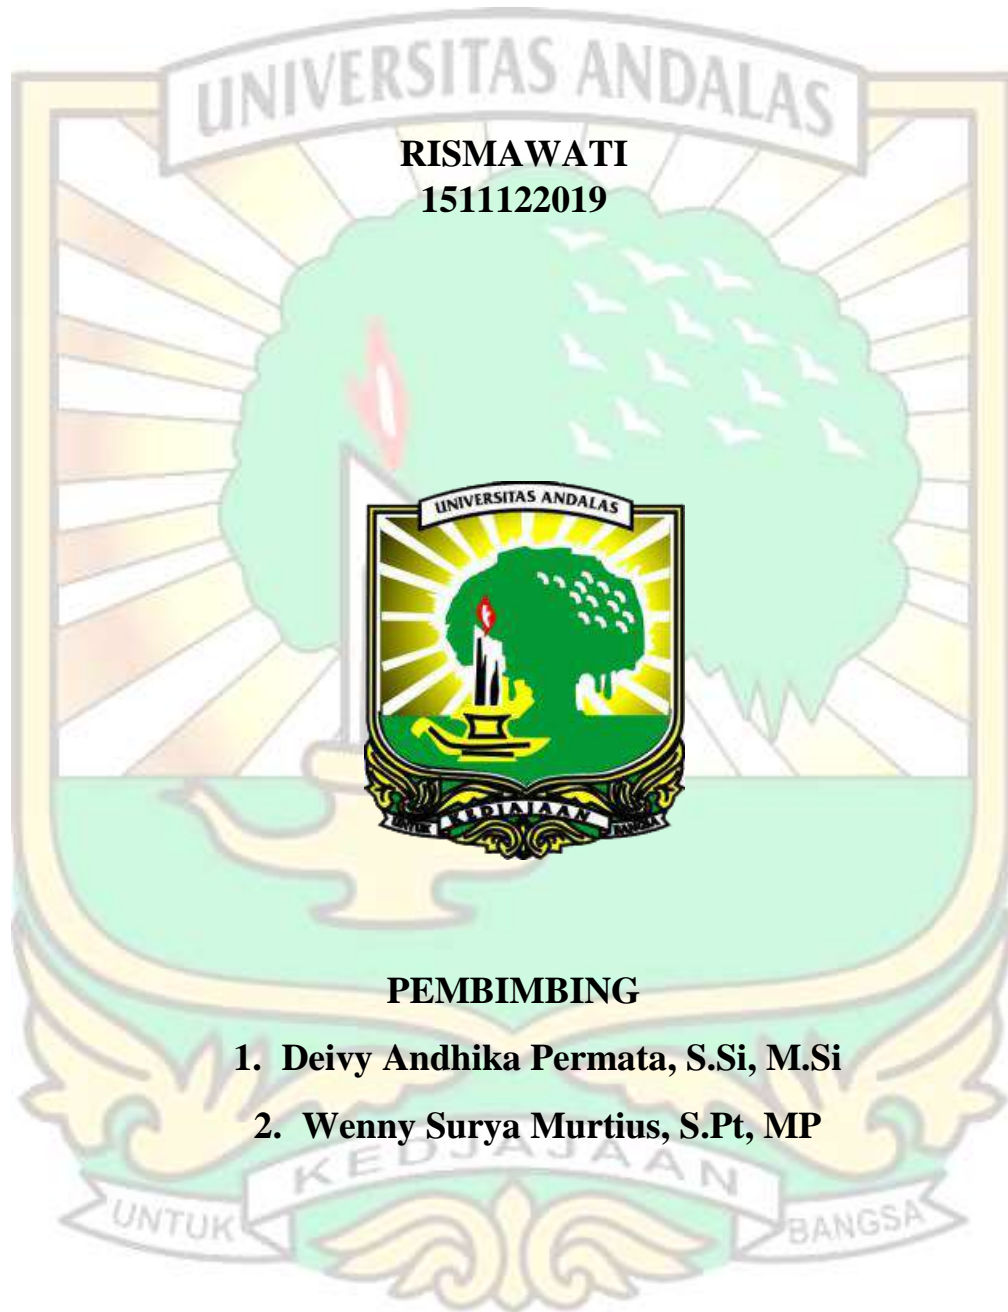 UNIVERSITAS ANDALAS
RISMAWATI
1511122019
UNIVERSITAS ANDALAS
UNTUK KEDJAJAAN BANGSA
PEMBIMBING
1. Deivy Andhika Permata, S.Si, M.Si
2. Wenny Surya Murtius, S.Pt, MP
UNTUK KEDJAJAAN BANGSA